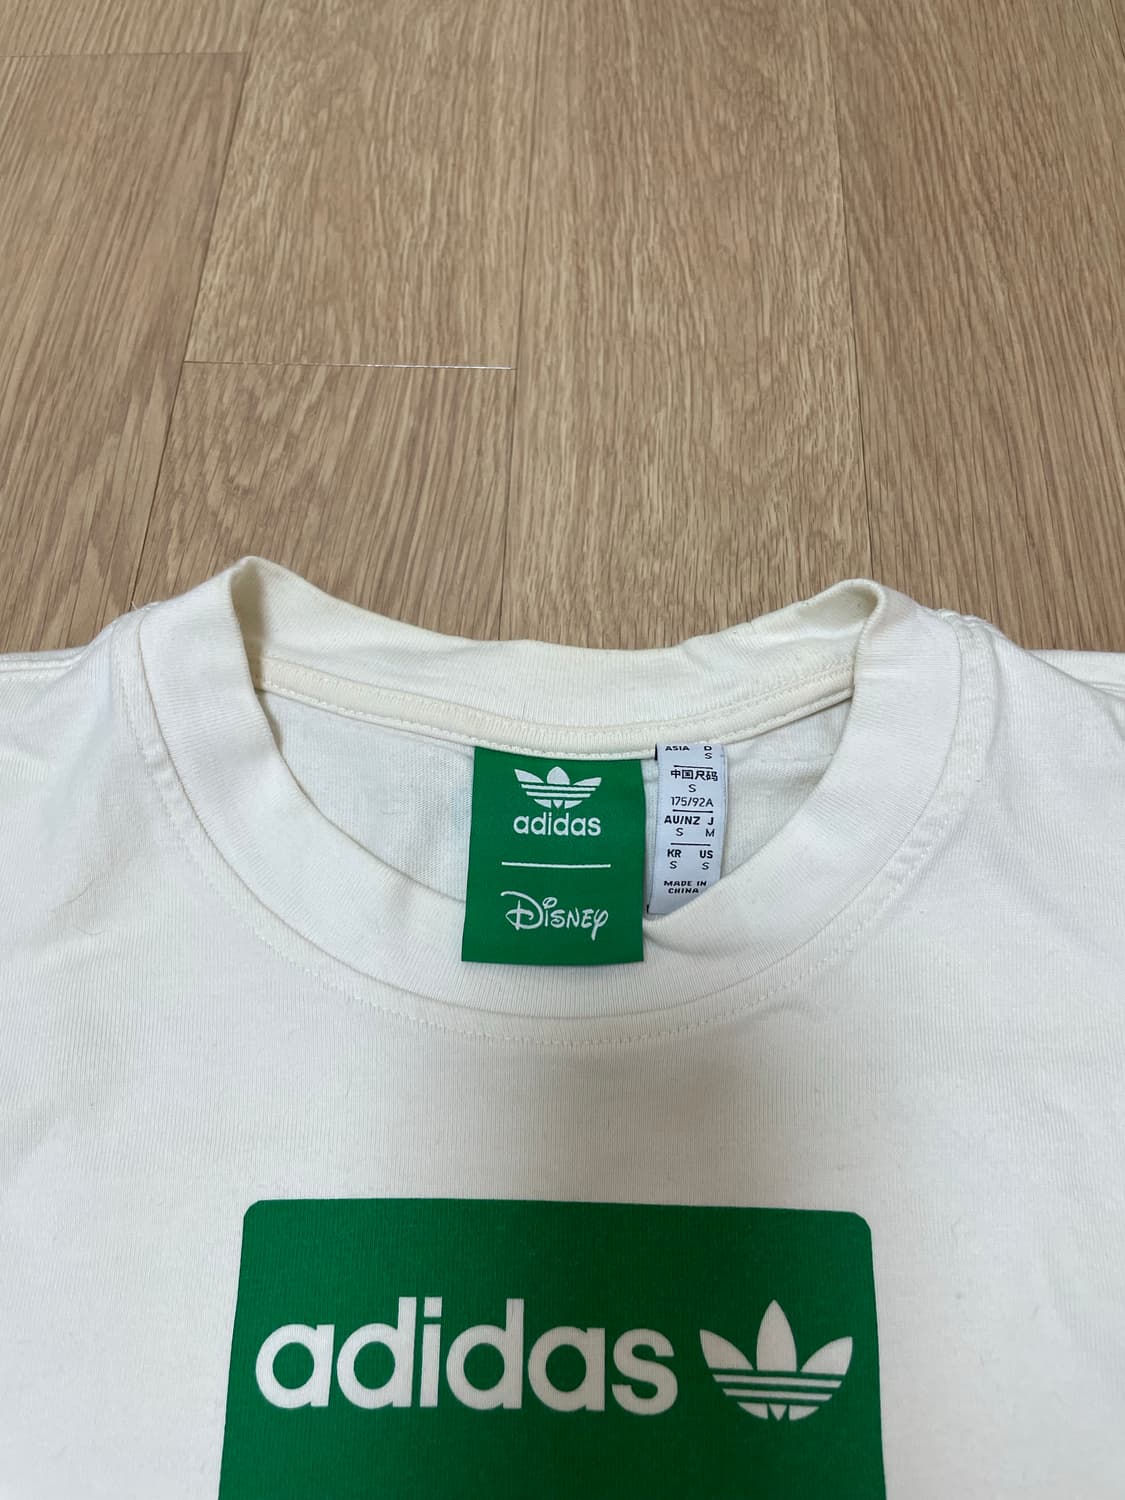 adidas
Disney
ASIA D
S
中国尺码
S
175/92A
AU/NZ J
S M
KR US
S S
MADE IN
CHINA
adidas